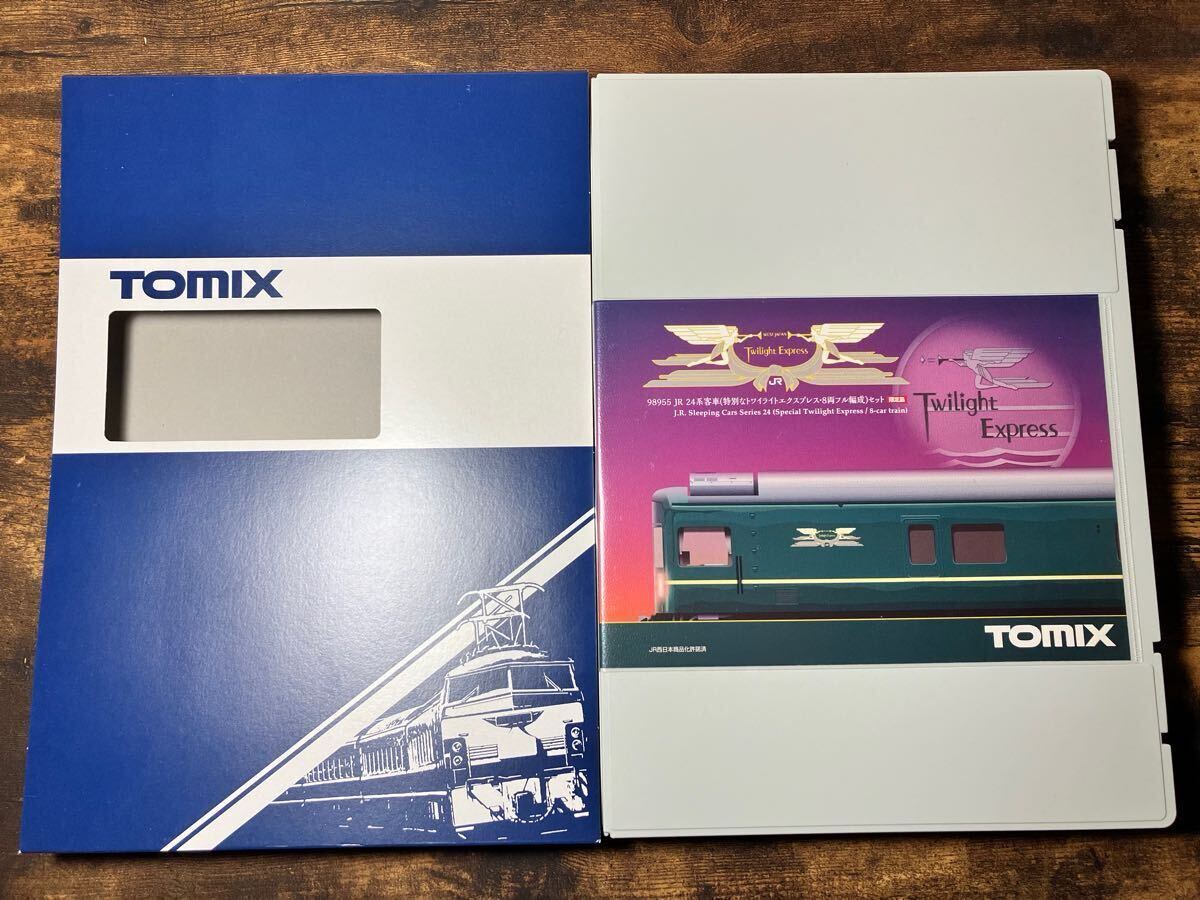 TOMIX
WEST JAPAN
Twilight Express
JR
98955 JR 24系客車(特別なトワイライトエクスプレス・8両フル編成)セット 限定品
J.R. Sleeping Cars Series 24 (Special Twilight Express / 8-car train)
Twilight
Express
TOMIX
JR西日本商品化許諾済